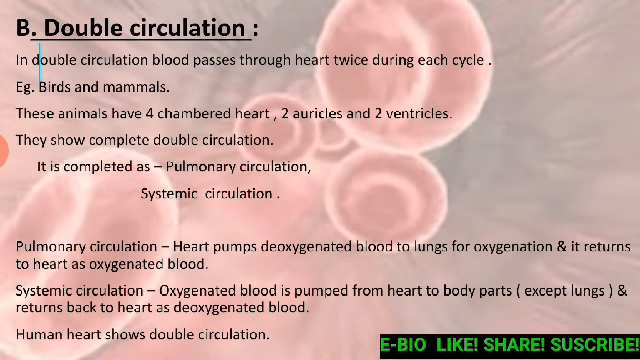 B. Double circulation :
In double circulation blood passes through heart twice during each cycle .
Eg. Birds and mammals.
These animals have 4 chambered heart , 2 auricles and 2 ventricles.
They show complete double circulation.
It is completed as – Pulmonary circulation,
Systemic circulation .
Pulmonary circulation – Heart pumps deoxygenated blood to lungs for oxygenation & it returns
to heart as oxygenated blood.
Systemic circulation – Oxygenated blood is pumped from heart to body parts ( except lungs ) &
returns back to heart as deoxygenated blood.
Human heart shows double circulation.
E-BIO LIKE! SHARE! SUSCRIBE!